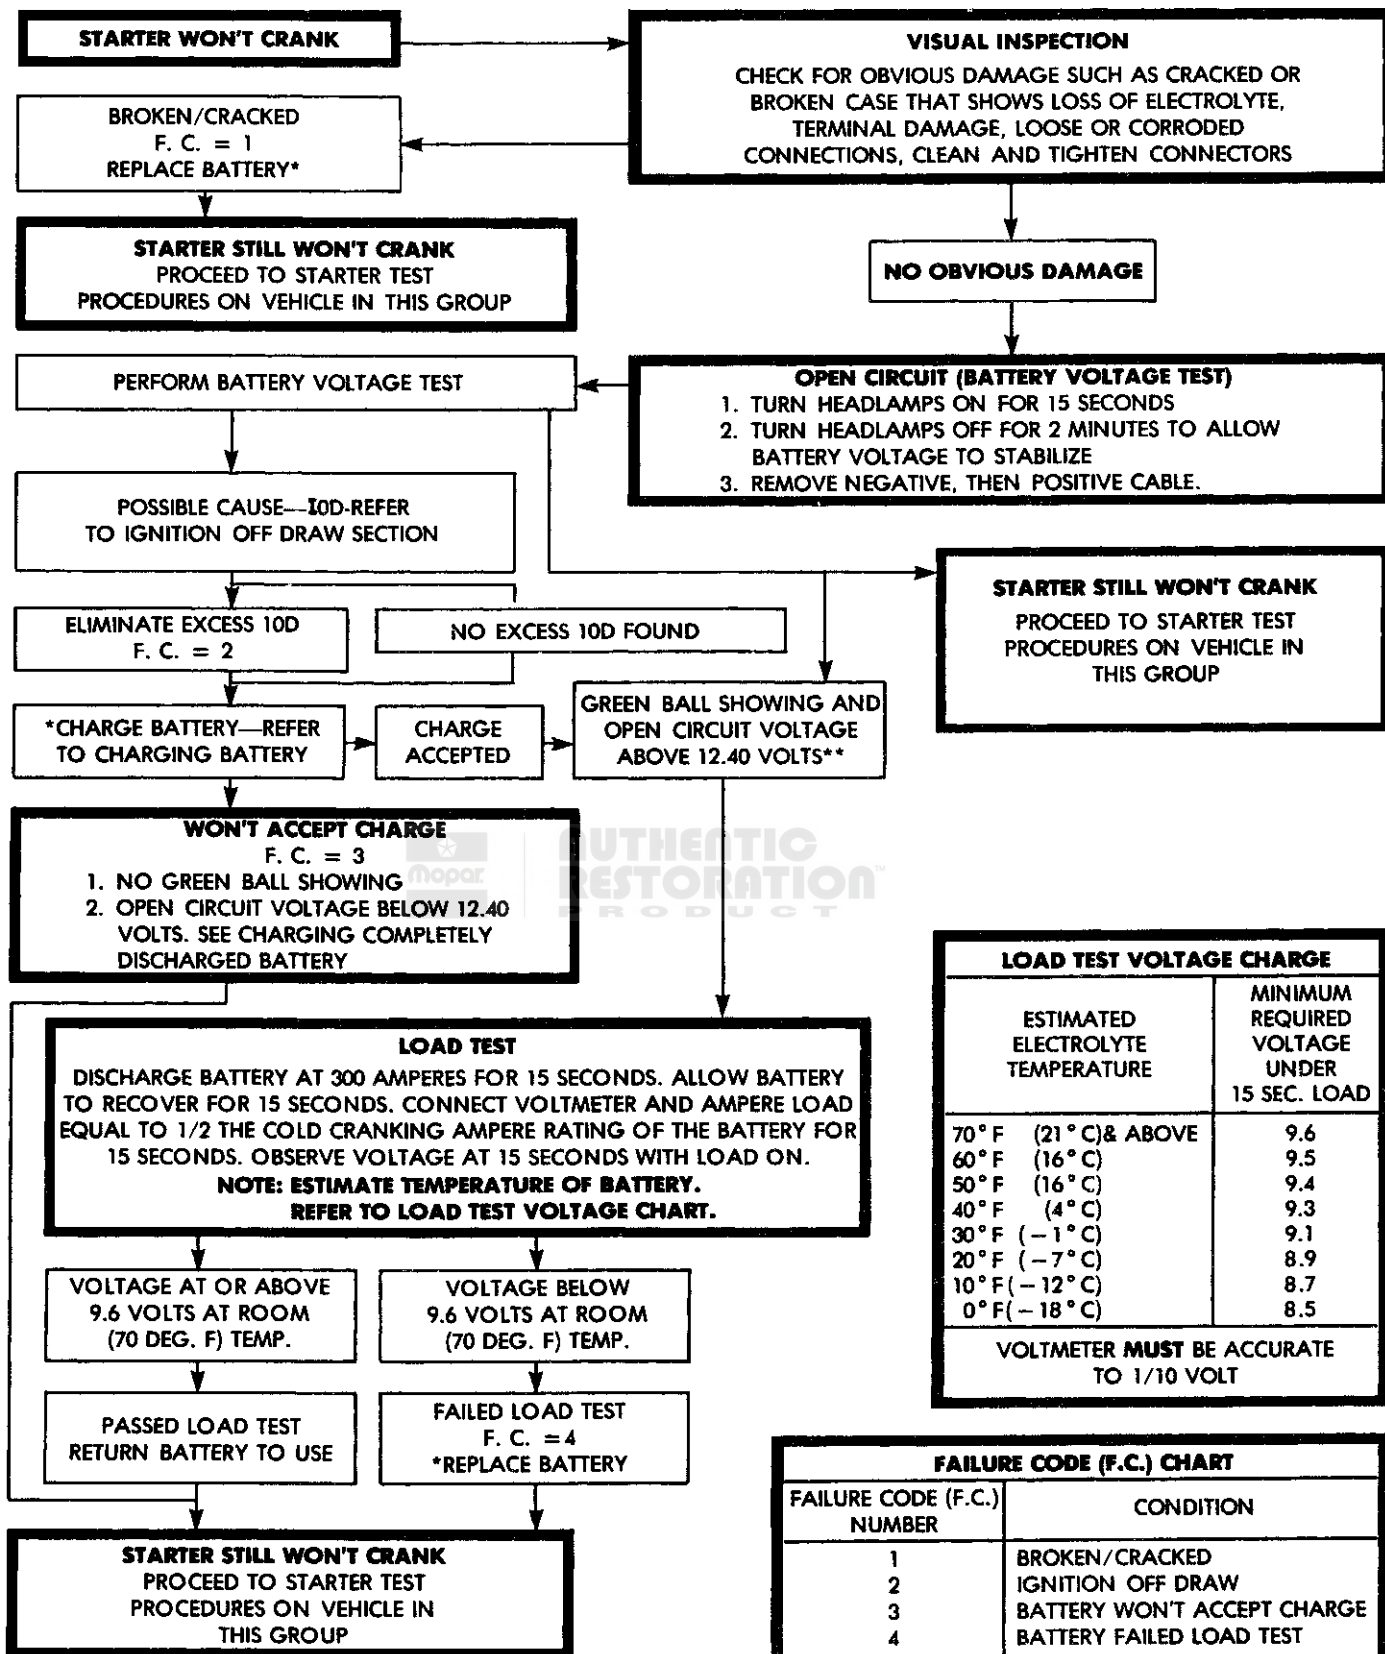 STARTER WON'T CRANK
VISUAL INSPECTION
CHECK FOR OBVIOUS DAMAGE SUCH AS CRACKED OR
BROKEN CASE THAT SHOWS LOSS OF ELECTROLYTE,
TERMINAL DAMAGE, LOOSE OR CORRODED
CONNECTIONS, CLEAN AND TIGHTEN CONNECTORS
BROKEN/CRACKED
F. C. = 1
REPLACE BATTERY*
STARTER STILL WON'T CRANK
PROCEED TO STARTER TEST
PROCEDURES ON VEHICLE IN THIS GROUP
NO OBVIOUS DAMAGE
OPEN CIRCUIT (BATTERY VOLTAGE TEST)
1. TURN HEADLAMPS ON FOR 15 SECONDS
2. TURN HEADLAMPS OFF FOR 2 MINUTES TO ALLOW
BATTERY VOLTAGE TO STABILIZE
3. REMOVE NEGATIVE, THEN POSITIVE CABLE.
PERFORM BATTERY VOLTAGE TEST
POSSIBLE CAUSE—IOD-REFER
TO IGNITION OFF DRAW SECTION
STARTER STILL WON'T CRANK
PROCEED TO STARTER TEST
PROCEDURES ON VEHICLE IN
THIS GROUP
ELIMINATE EXCESS 10D
F. C. = 2
NO EXCESS 10D FOUND
*CHARGE BATTERY—REFER
TO CHARGING BATTERY
CHARGE
ACCEPTED
GREEN BALL SHOWING AND
OPEN CIRCUIT VOLTAGE
ABOVE 12.40 VOLTS**
WON'T ACCEPT CHARGE
F. C. = 3
1. NO GREEN BALL SHOWING
2. OPEN CIRCUIT VOLTAGE BELOW 12.40
VOLTS. SEE CHARGING COMPLETELY
DISCHARGED BATTERY
Mopar
AUTHENTIC
RESTORATION™
PRODUCT
LOAD TEST
DISCHARGE BATTERY AT 300 AMPERES FOR 15 SECONDS. ALLOW BATTERY
TO RECOVER FOR 15 SECONDS. CONNECT VOLTMETER AND AMPERE LOAD
EQUAL TO 1/2 THE COLD CRANKING AMPERE RATING OF THE BATTERY FOR
15 SECONDS. OBSERVE VOLTAGE AT 15 SECONDS WITH LOAD ON.
NOTE: ESTIMATE TEMPERATURE OF BATTERY.
REFER TO LOAD TEST VOLTAGE CHART.
VOLTAGE AT OR ABOVE
9.6 VOLTS AT ROOM
(70 DEG. F) TEMP.
VOLTAGE BELOW
9.6 VOLTS AT ROOM
(70 DEG. F) TEMP.
PASSED LOAD TEST
RETURN BATTERY TO USE
FAILED LOAD TEST
F. C. =4
*REPLACE BATTERY
STARTER STILL WON'T CRANK
PROCEED TO STARTER TEST
PROCEDURES ON VEHICLE IN
THIS GROUP
LOAD TEST VOLTAGE CHARGE
ESTIMATED
ELECTROLYTE
TEMPERATURE
MINIMUM
REQUIRED
VOLTAGE
UNDER
15 SEC. LOAD
70°F (21°C)& ABOVE 9.6
60°F (16°C) 9.5
50°F (16°C) 9.4
40°F (4°C) 9.3
30°F (−1°C) 9.1
20°F (−7°C) 8.9
10°F(−12°C) 8.7
0°F(−18°C) 8.5
VOLTMETER MUST BE ACCURATE
TO 1/10 VOLT
FAILURE CODE (F.C.) CHART
FAILURE CODE (F.C.)
NUMBER
CONDITION
1 BROKEN/CRACKED
2 IGNITION OFF DRAW
3 BATTERY WON'T ACCEPT CHARGE
4 BATTERY FAILED LOAD TEST